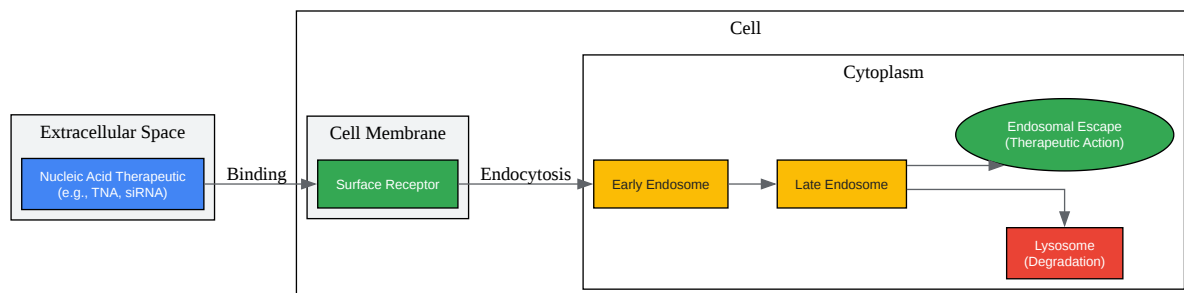 Cell
Cytoplasm
Extracellular Space
Nucleic Acid Therapeutic
(e.g., TNA, siRNA)
Binding
Cell Membrane
Surface Receptor
Endocytosis
Early Endosome
Late Endosome
Endosomal Escape
(Therapeutic Action)
Lysosome
(Degradation)